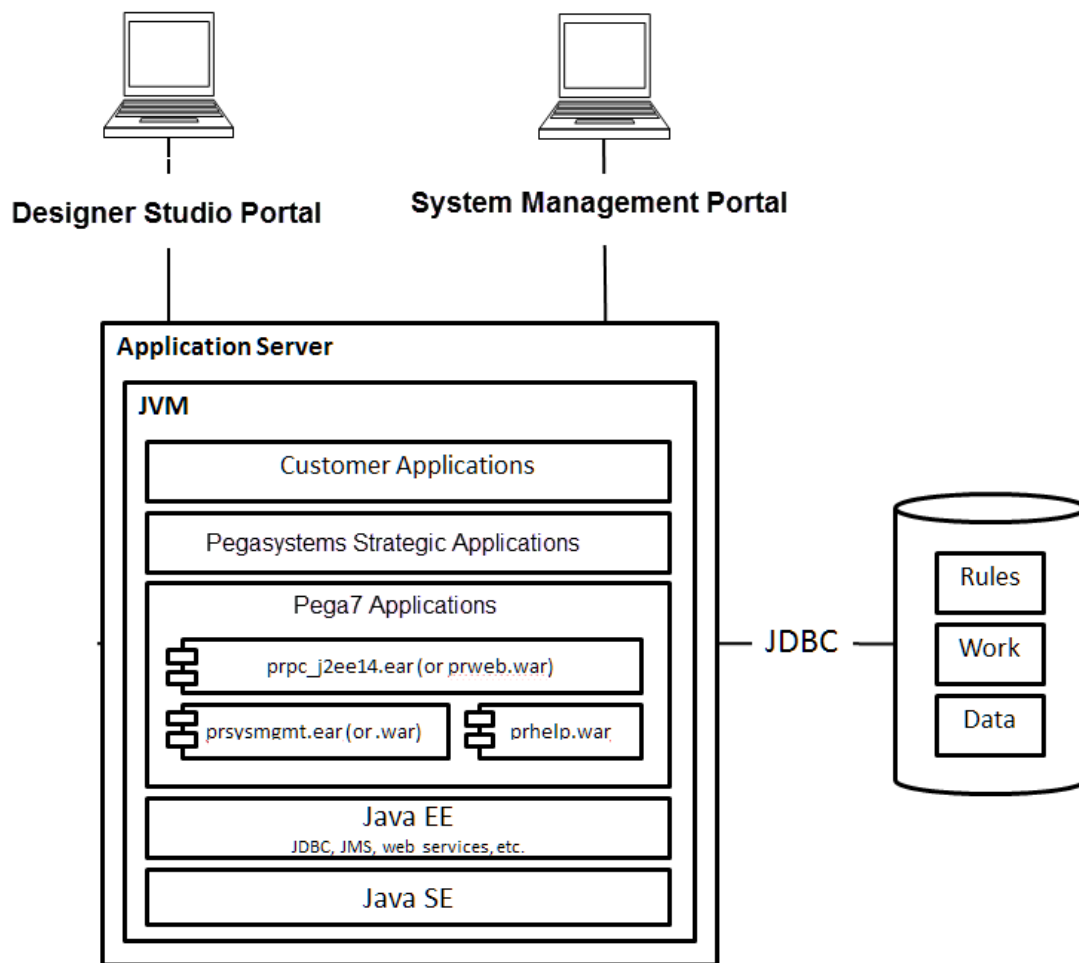 Designer Studio Portal
System Management Portal
Application Server
JVM
Customer Applications
Pegasystems Strategic Applications
Pega7 Applications
prpc_j2ee14.ear (or prweb.war)
prsysmgmt.ear (or .war)
prhelp.war
Java EE
JDBC, JMS, web services, etc.
Java SE
JDBC
Rules
Work
Data